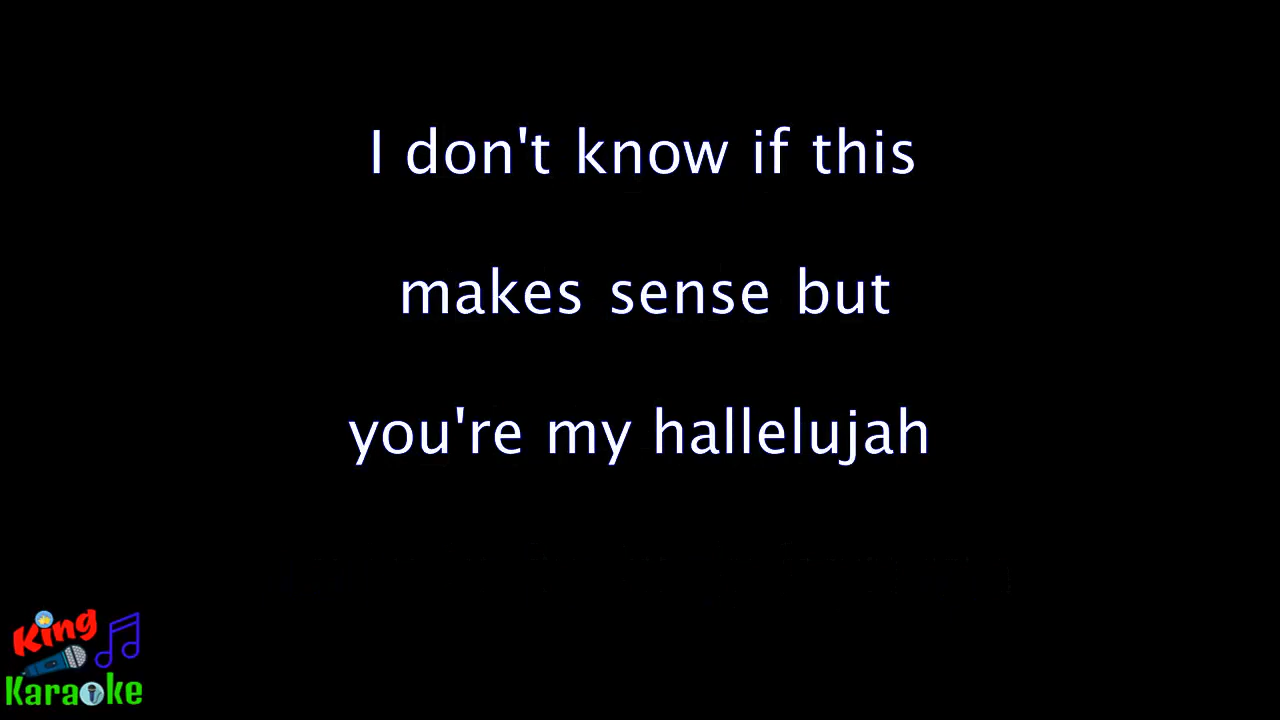 I don't know if this
makes sense but
you're my hallelujah
King
Karaoke